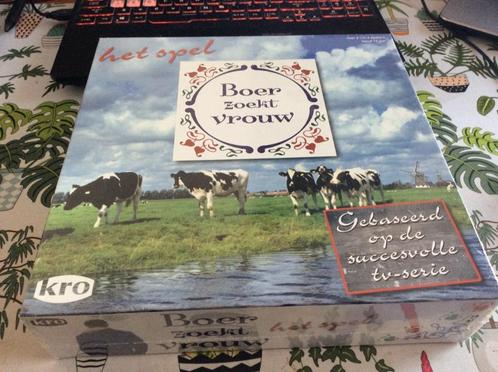 het spel
Boer
zoekt
vrouw
Gebaseerd
op de
succesvolle
tv-serie
kro
Boer
zoekt
vrouw
het spel